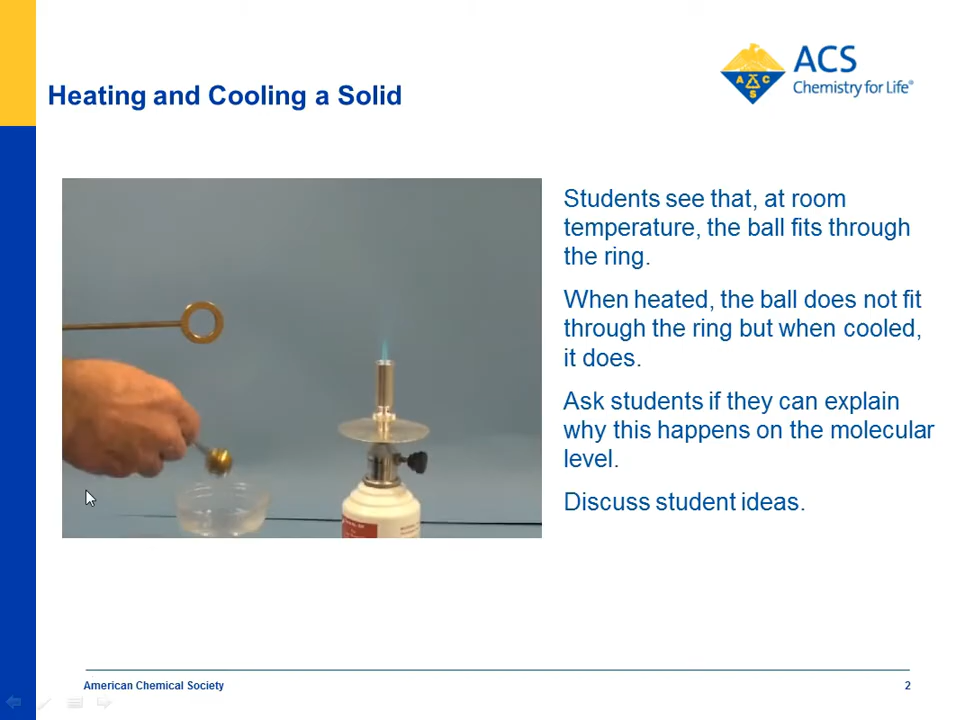 ACS
Chemistry for Life®
A C
S
Heating and Cooling a Solid
Students see that, at room
temperature, the ball fits through
the ring.
When heated, the ball does not fit
through the ring but when cooled,
it does.
Ask students if they can explain
why this happens on the molecular
level.
Discuss student ideas.
American Chemical Society
2